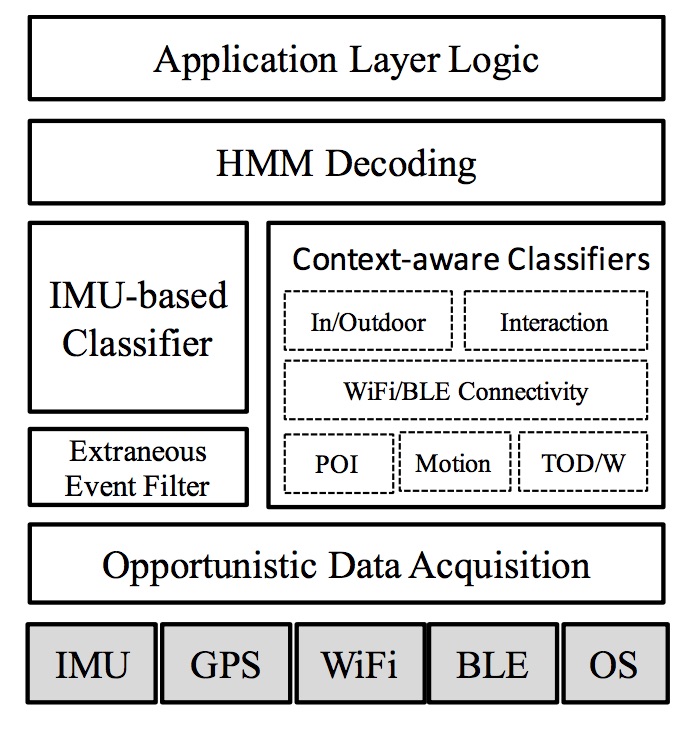 Application Layer Logic
HMM Decoding
IMU-based
Classifier
Extraneous
Event Filter
Context-aware Classifiers
In/Outdoor
Interaction
WiFi/BLE Connectivity
POI
Motion
TOD/W
Opportunistic Data Acquisition
IMU
GPS
WiFi
BLE
OS